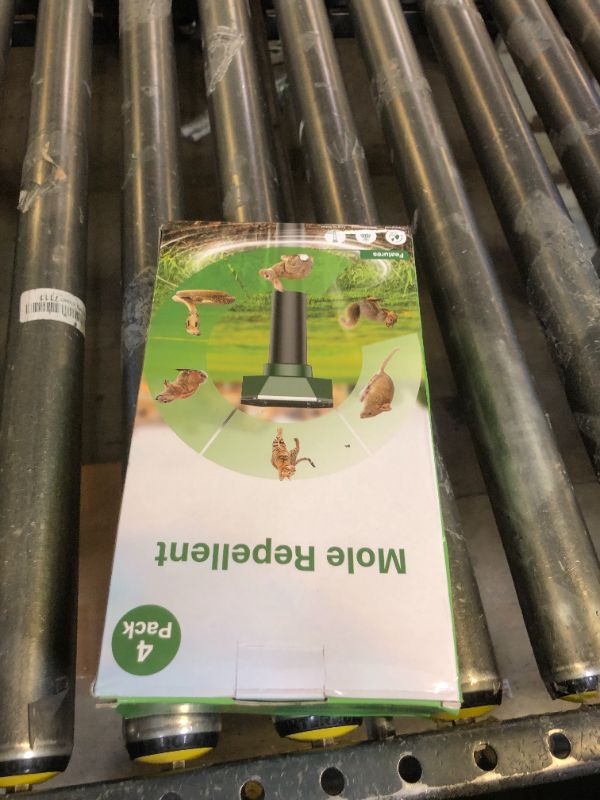 Mole Repellent
4
Pack
Features